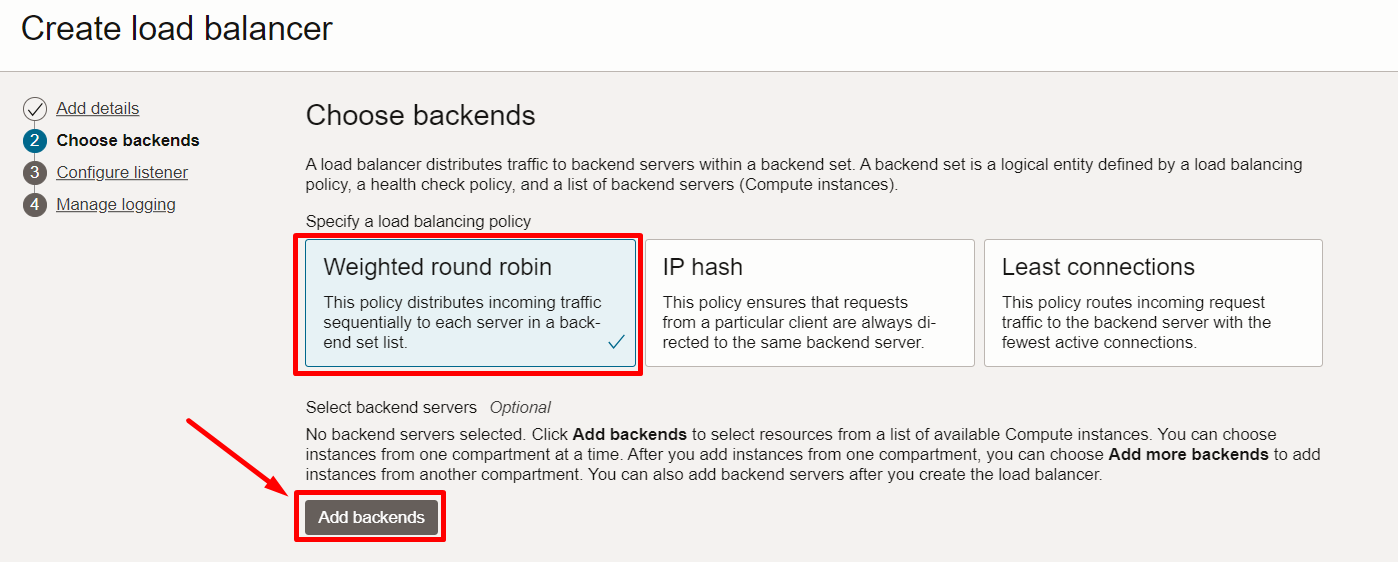 Create load balancer
Add details
2 Choose backends
3 Configure listener
4 Manage logging
Choose backends
A load balancer distributes traffic to backend servers within a backend set. A backend set is a logical entity defined by a load balancing
policy, a health check policy, and a list of backend servers (Compute instances).
Specify a load balancing policy
Weighted round robin
This policy distributes incoming traffic
sequentially to each server in a back-
end set list.
IP hash
This policy ensures that requests
from a particular client are always di-
rected to the same backend server.
Least connections
This policy routes incoming request
traffic to the backend server with the
fewest active connections.
Select backend servers Optional
No backend servers selected. Click Add backends to select resources from a list of available Compute instances. You can choose
instances from one compartment at a time. After you add instances from one compartment, you can choose Add more backends to add
instances from another compartment. You can also add backend servers after you create the load balancer.
Add backends